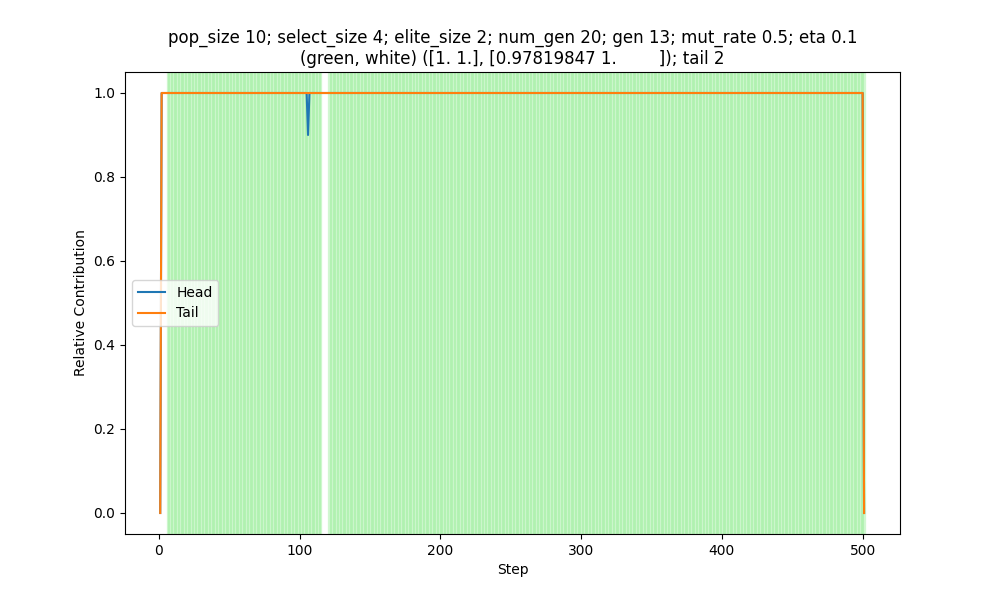 pop_size 10; select_size 4; elite_size 2; num_gen 20; gen 13; mut_rate 0.5; eta 0.1
(green, white) ([1. 1.], [0.97819847 1.         ]); tail 2
1.0
0.8
0.6
0.4
0.2
0.0
Relative Contribution
Head
Tail
0
100
200
300
400
500
Step